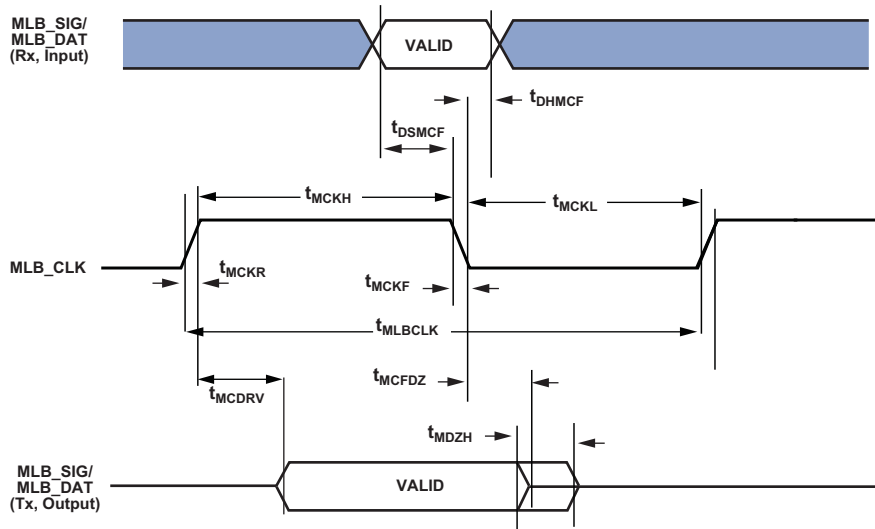 MLB_SIG/
MLB_DAT
(Rx, Input)
VALID
tDHMCF
tDSMCF
tMCKH
tMCKL
MLB_CLK
tMCKR
tMCKF
tMLBCLK
tMCDRV
tMCFDZ
tMDZH
MLB_SIG/
MLB_DAT
(Tx, Output)
VALID